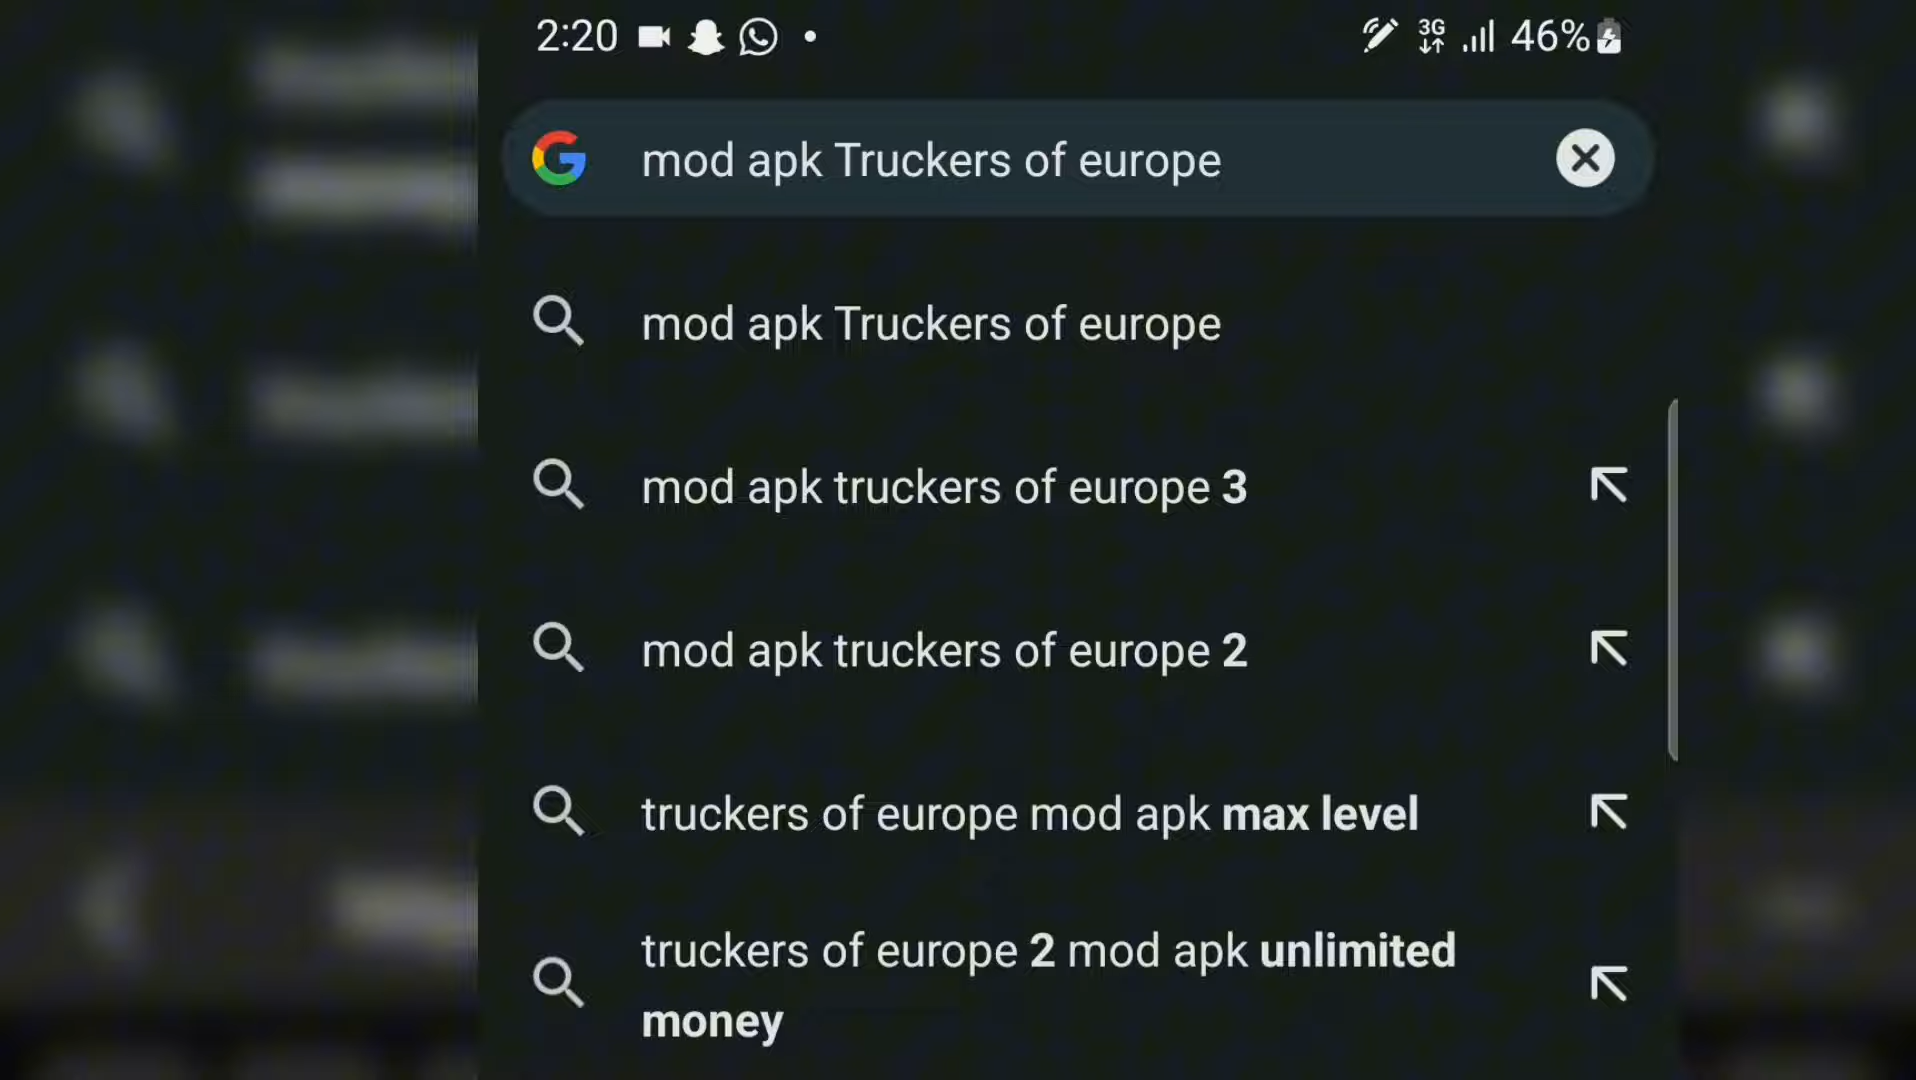 2:20 3G 46%
mod apk Truckers of europe
mod apk Truckers of europe
mod apk truckers of europe 3
mod apk truckers of europe 2
truckers of europe mod apk max level
truckers of europe 2 mod apk unlimited
money